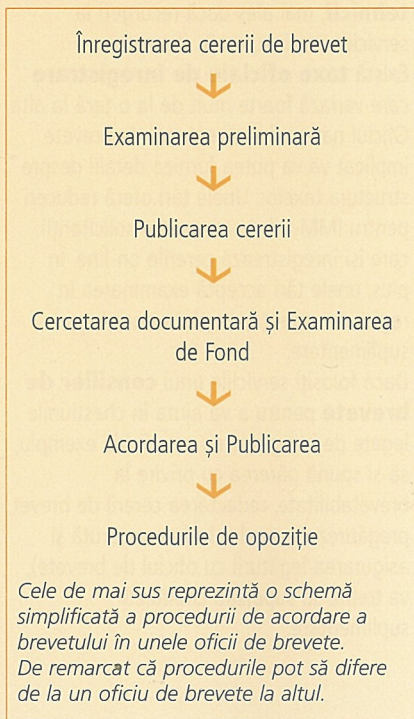 Înregistrarea cererii de brevet
Examinarea preliminară
Publicarea cererii
Cercetarea documentară și Examinarea
de Fond
Acordarea și Publicarea
Procedurile de opoziție
Cele de mai sus reprezintă o schemă
simplificată a procedurii de acordare a
brevetului în unele oficii de brevete.
De remarcat că procedurile pot să difere
de la un oficiu de brevete la altul.